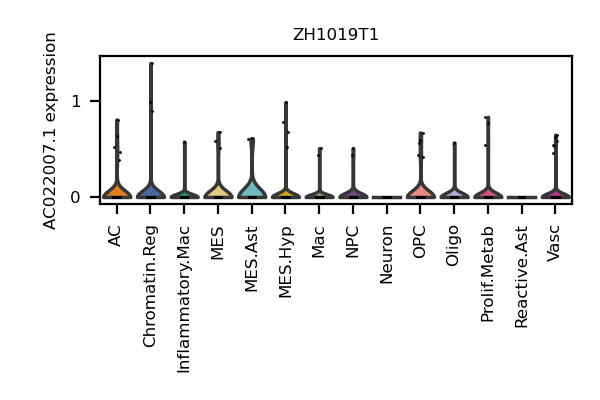 ZH1019T1
AC022007.1 expression
1
0
AC
Chromatin.Reg
Inflammatory.Mac
MES
MES.Ast
MES.Hyp
Mac
NPC
Neuron
OPC
Oligo
Prolif.Metab
Reactive.Ast
Vasc